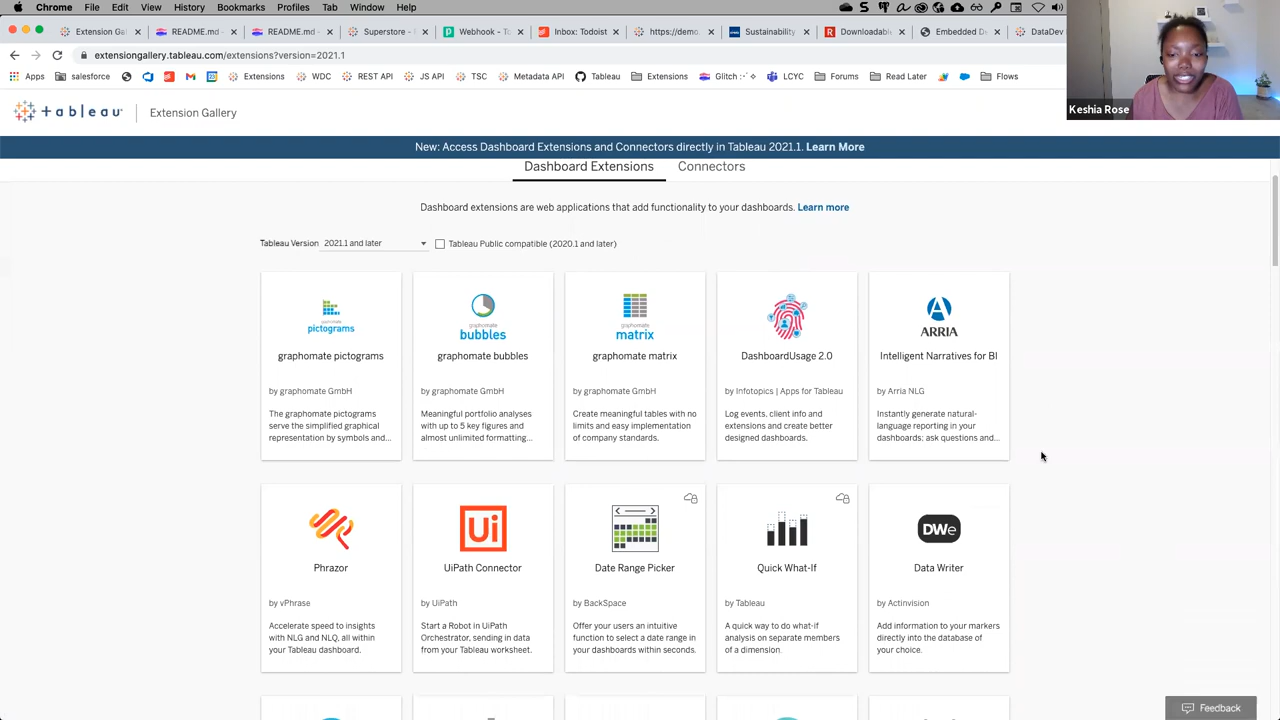 Chrome File Edit View History Bookmarks Profiles Tab Window Help
Extension Gal
README.md -
README.md -
Superstore -
Webhook - T
Inbox: Todoist
https://demo.
Sustainability
Downloadabl
Embedded D
DataDev
extensiongallery.tableau.com/extensions?version=2021.1
Apps salesforce Extensions WDC REST API JS API TSC Metadata API Tableau Extensions Glitch LCYC Forums Read Later Flows
Keshia Rose
tableau Extension Gallery
New: Access Dashboard Extensions and Connectors directly in Tableau 2021.1. Learn More
Dashboard Extensions Connectors
Dashboard extensions are web applications that add functionality to your dashboards. Learn more
Tableau Version 2021.1 and later Tableau Public compatible (2020.1 and later)
graphomate
pictograms
graphomate pictograms
by graphomate GmbH
The graphomate pictograms
serve the simplified graphical
representation by symbols and...
graphomate
bubbles
graphomate bubbles
by graphomate GmbH
Meaningful portfolio analyses
with up to 5 key figures and
almost unlimited formatting...
graphomate
matrix
graphomate matrix
by graphomate GmbH
Create meaningful tables with no
limits and easy implementation
of company standards.
DashboardUsage 2.0
by Infotopics | Apps for Tableau
Log events, client info and
extensions and create better
designed dashboards.
ARRIA
Intelligent Narratives for BI
by Arria NLG
Instantly generate natural-
language reporting in your
dashboards; ask questions and...
Phrazor
by vPhrase
Accelerate speed to insights
with NLG and NLQ, all within
your Tableau dashboard.
Ui
UiPath Connector
by UiPath
Start a Robot in UiPath
Orchestrator, sending in data
from your Tableau worksheet.
Date Range Picker
by BackSpace
Offer your users an intuitive
function to select a date range in
your dashboards within seconds.
Quick What-If
by Tableau
A quick way to do what-if
analysis on separate members
of a dimension
DWe
Data Writer
by Actinvision
Add information to your markers
directly into the database of
your choice.
Feedback